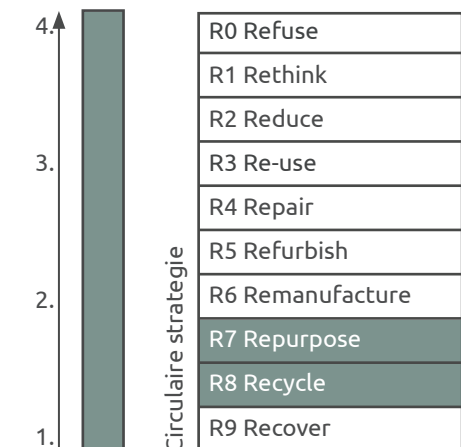 4.
3.
2.
1.
Circulaire strategie
R0 Refuse
R1 Rethink
R2 Reduce
R3 Re-use
R4 Repair
R5 Refurbish
R6 Remanufacture
R7 Repurpose
R8 Recycle
R9 Recover